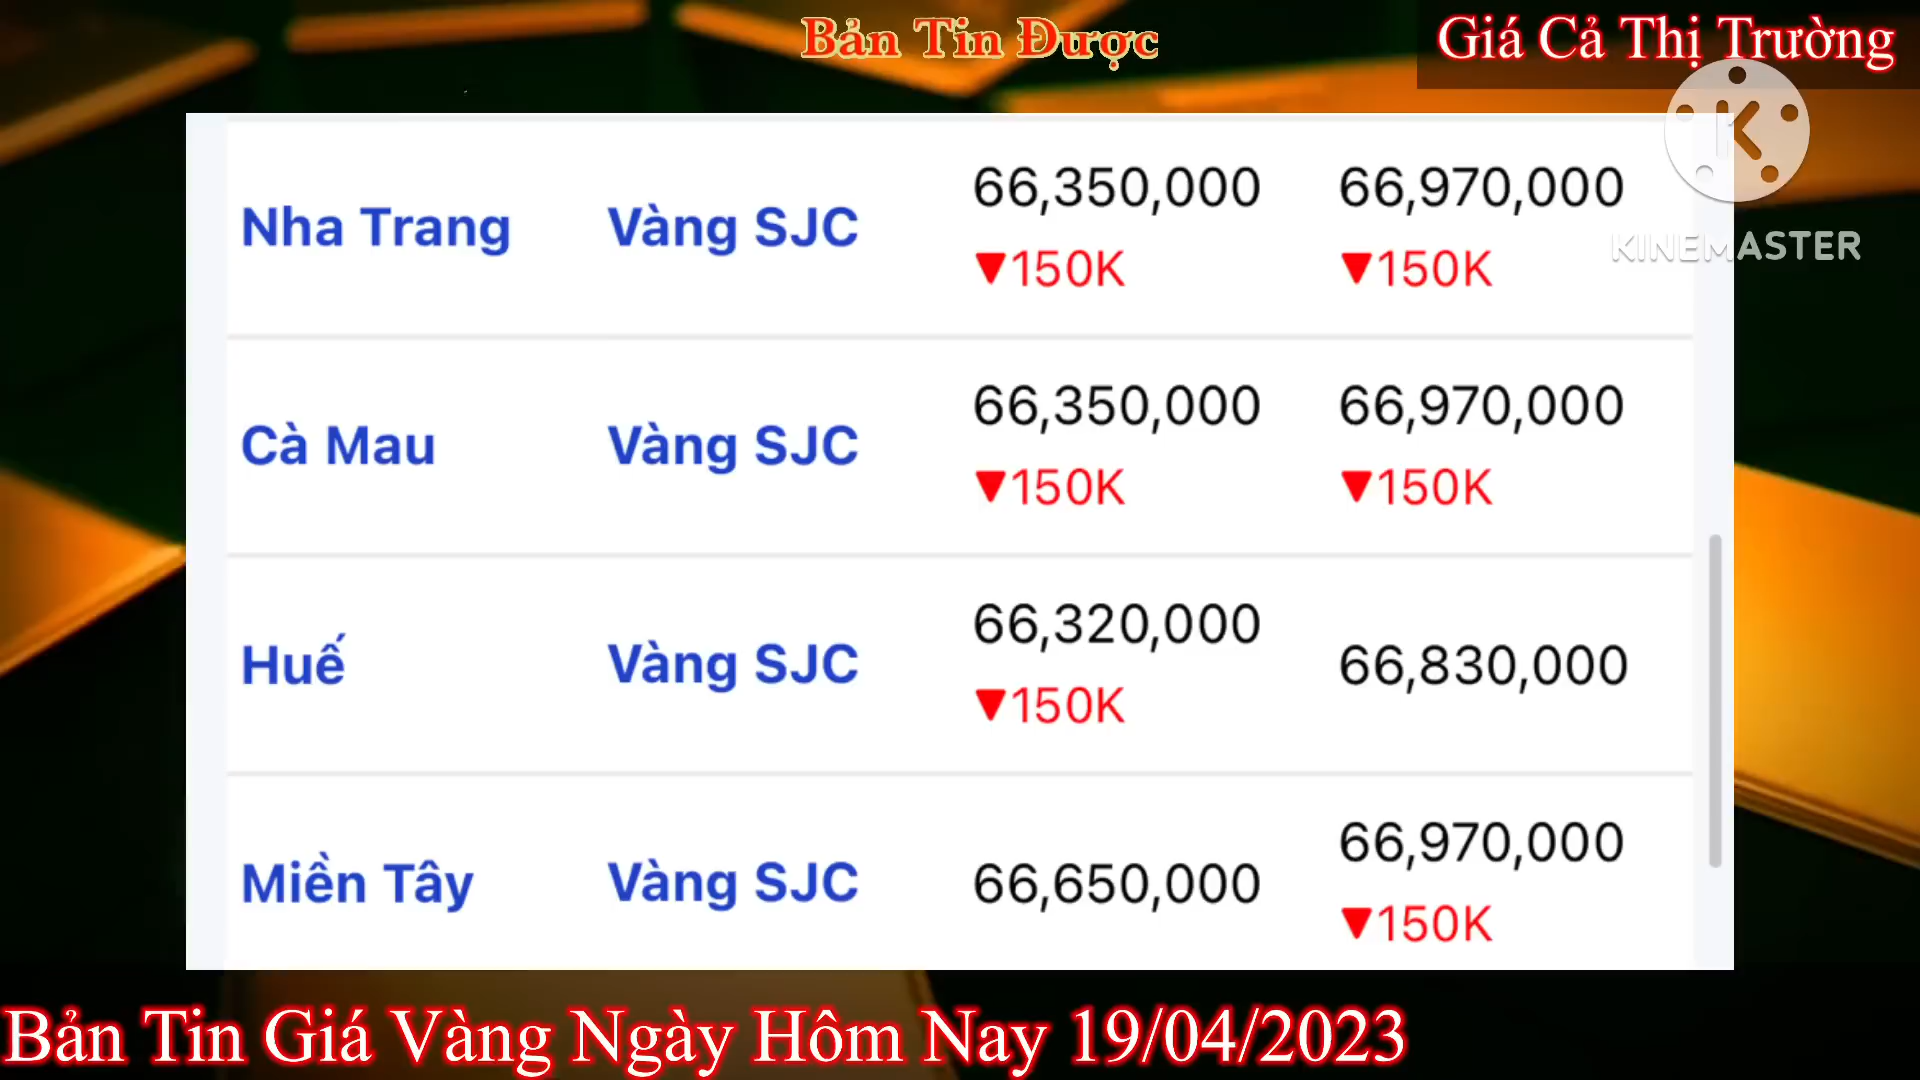 Bản Tin Được
Giá Cả Thị Trường
K
KINEMASTER
Nha Trang Vàng SJC 66,350,000 66,970,000
▼150K ▼150K
Cà Mau Vàng SJC 66,350,000 66,970,000
▼150K ▼150K
Huế Vàng SJC 66,320,000 66,830,000
▼150K
Miền Tây Vàng SJC 66,650,000 66,970,000
▼150K
Bản Tin Giá Vàng Ngày Hôm Nay 19/04/2023